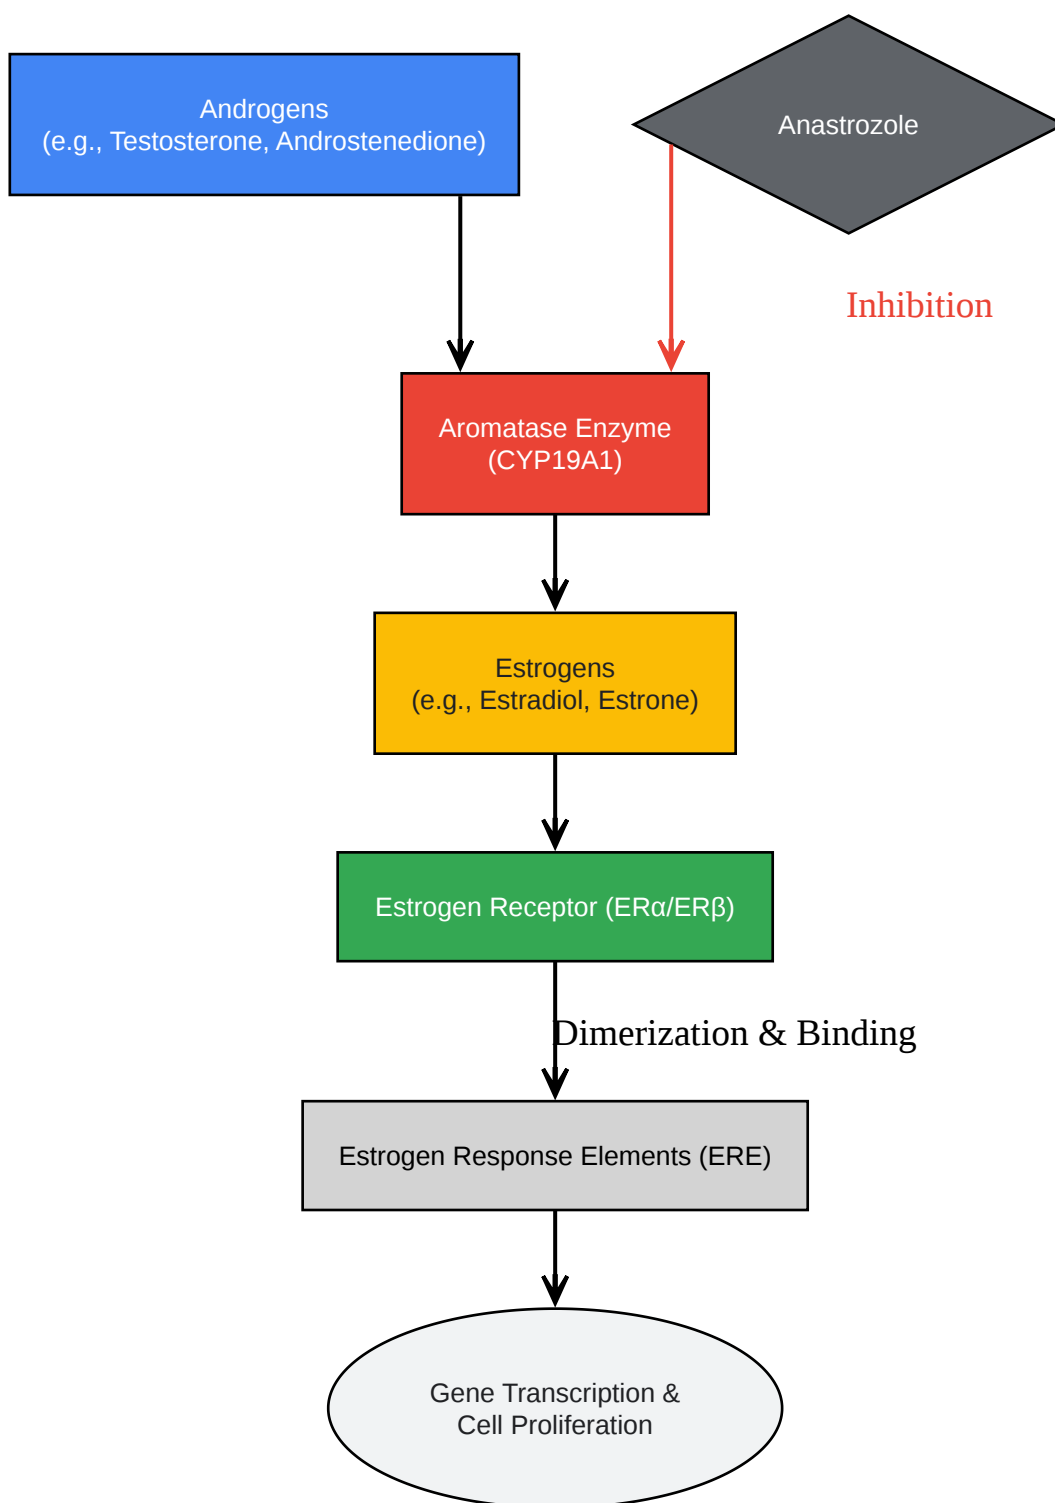 Androgens
(e.g., Testosterone, Androstenedione)
Anastrozole
Inhibition
Aromatase Enzyme
(CYP19A1)
Estrogens
(e.g., Estradiol, Estrone)
Estrogen Receptor (ERα/ERβ)
Dimerization & Binding
Estrogen Response Elements (ERE)
Gene Transcription &
Cell Proliferation